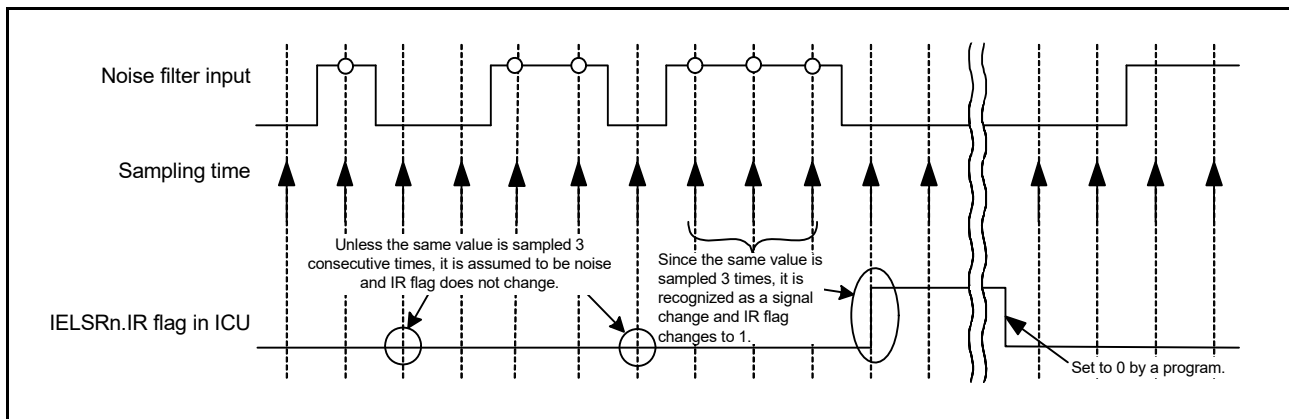 Noise filter input
Sampling time
Unless the same value is sampled 3
consecutive times, it is assumed to be noise
and IR flag does not change.
Since the same value is
sampled 3 times, it is
recognized as a signal
change and IR flag
changes to 1.
IELSRn.IR flag in ICU
Set to 0 by a program.